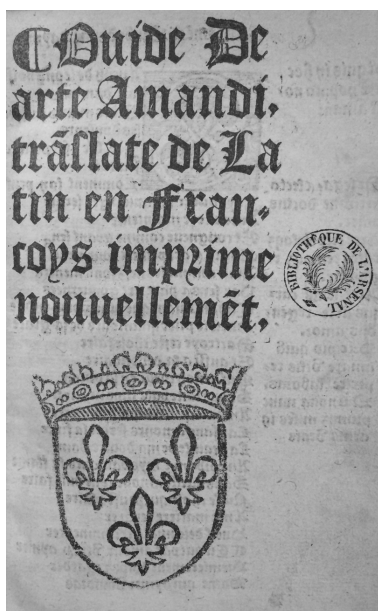 ⸿Ouide De
arte Amandi,
trãslate de La
tin en Fran-
coys imprime
nouuellemẽt.
BIBLIOTHEQUE DE L'ARSENAL